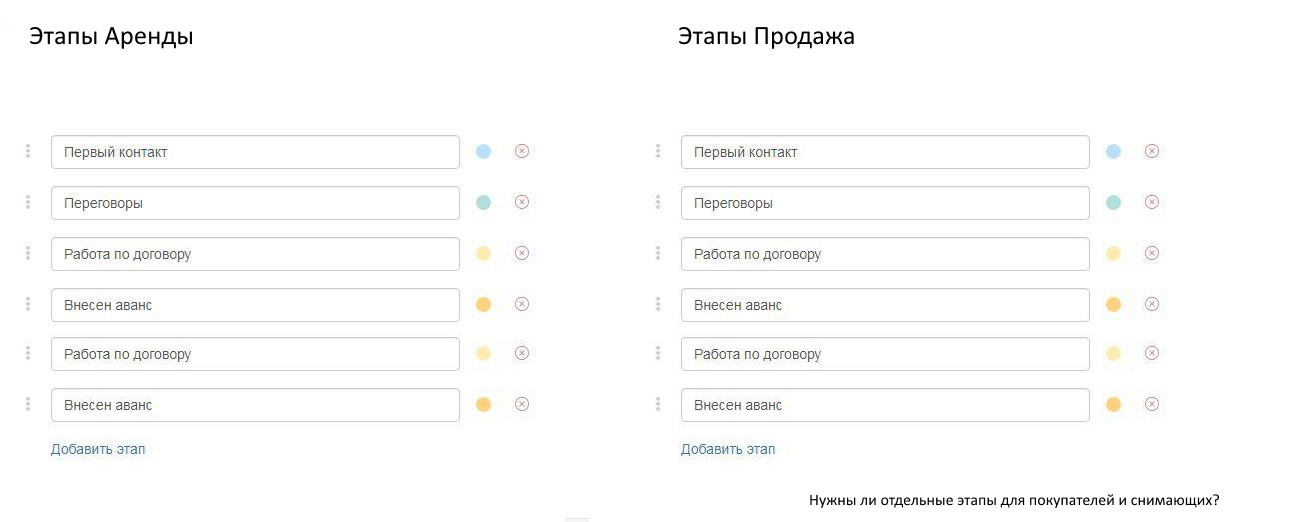 Этапы Аренды
Первый контакт
Переговоры
Работа по договору
Внесен аванс
Работа по договору
Внесен аванс
Добавить этап
Этапы Продажа
Первый контакт
Переговоры
Работа по договору
Внесен аванс
Работа по договору
Внесен аванс
Добавить этап
Нужны ли отдельные этапы для покупателей и снимающих?